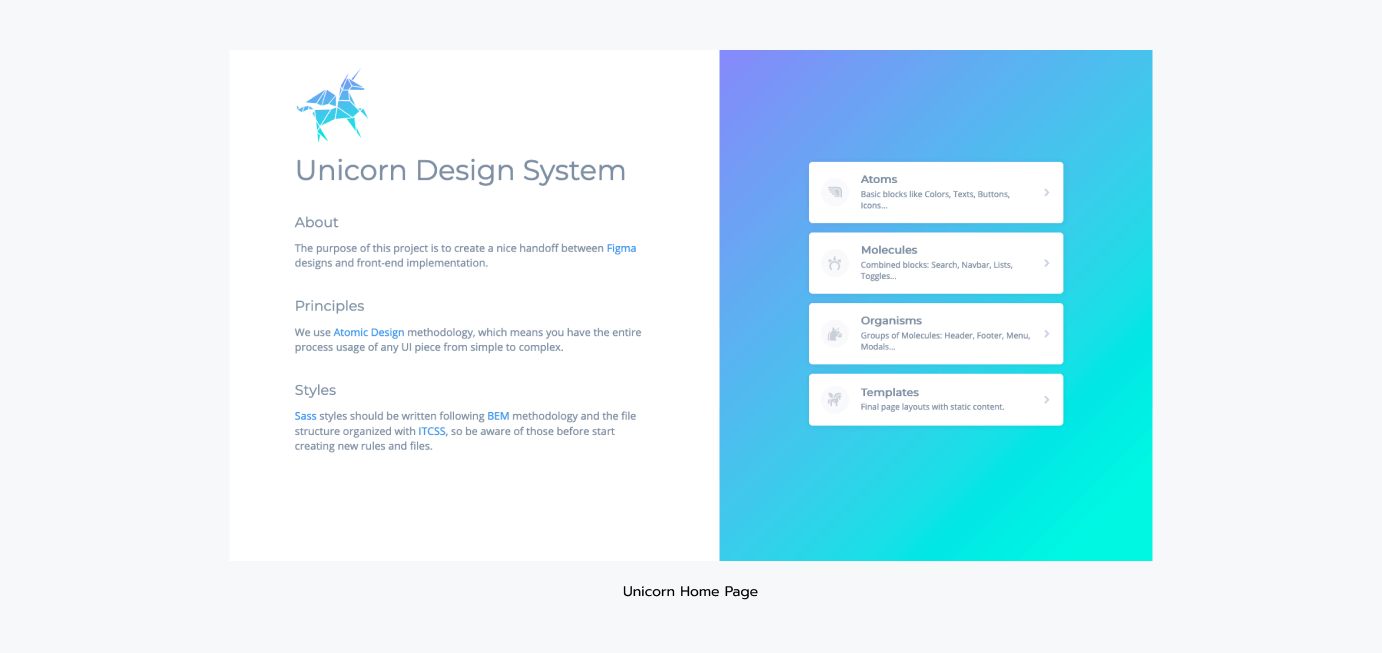 Unicorn Design System
About
The purpose of this project is to create a nice handoff between Figma
designs and front-end implementation.
Principles
We use Atomic Design methodology, which means you have the entire
process usage of any UI piece from simple to complex.
Styles
Sass styles should be written following BEM methodology and the file
structure organized with ITCSS, so be aware of those before start
creating new rules and files.
Atoms
Basic blocks like Colors, Texts, Buttons,
Icons...
Molecules
Combined blocks: Search, Navbar, Lists,
Toggles...
Organisms
Groups of Molecules: Header, Footer, Menu,
Modals...
Templates
Final page layouts with static content.
Unicorn Home Page